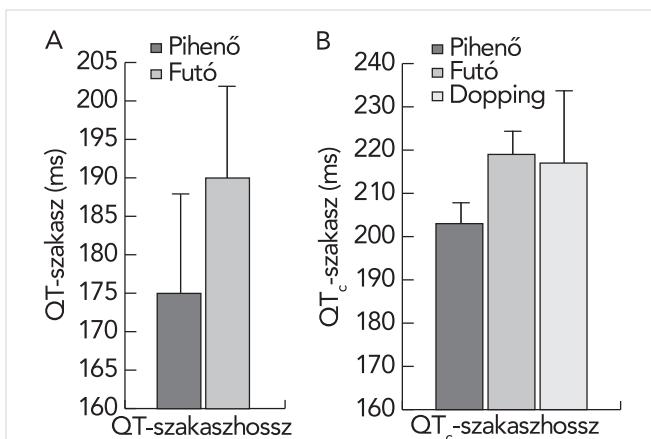 A
Pihenő
Futó
205
200
195
190
185
180
175
170
165
160
QT-szakasz (ms)
QT-szakaszhossz
B
Pihenő
Futó
Dopping
240
230
220
210
200
190
180
170
160
QTc-szakasz (ms)
QTc-szakaszhossz